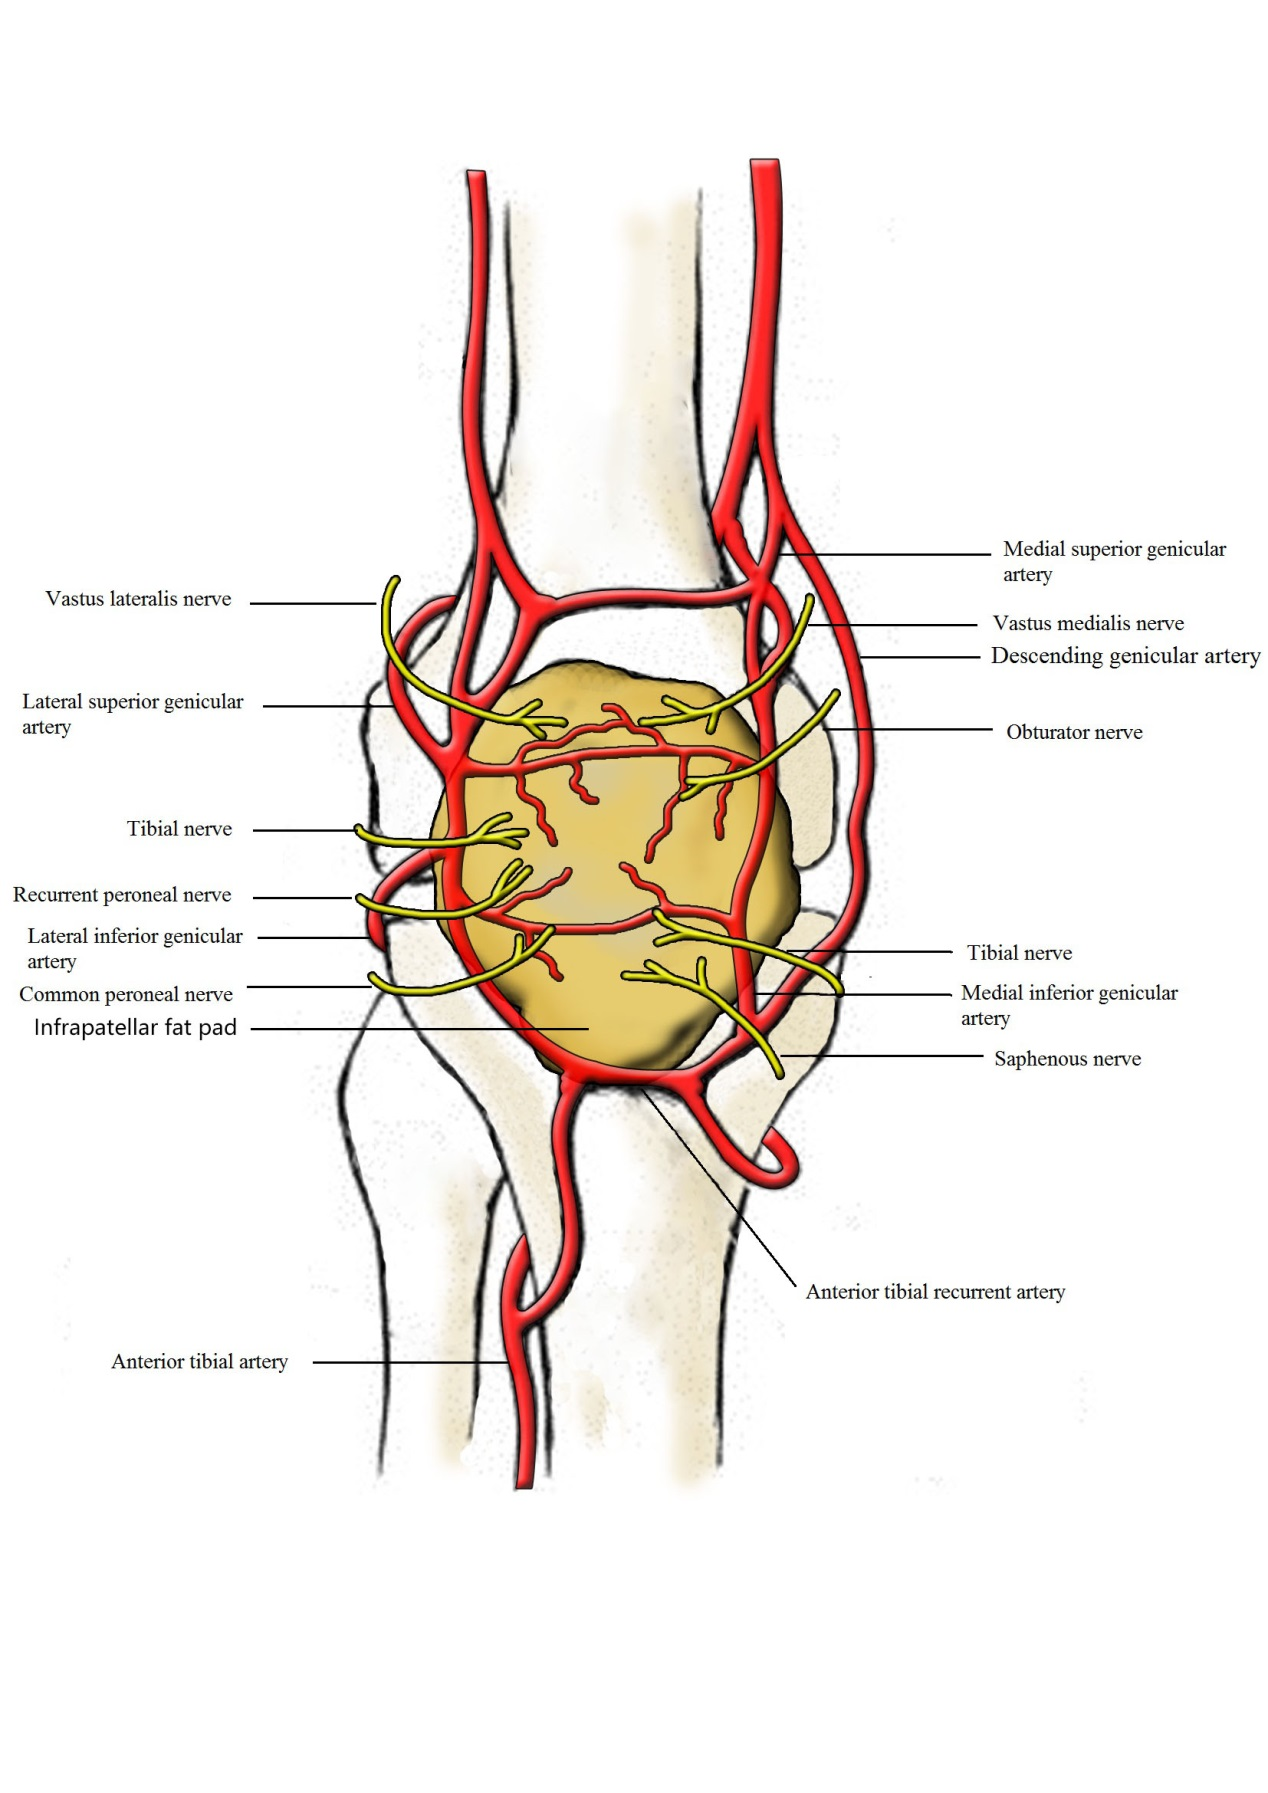 Medial superior genicular
artery
Vastus lateralis nerve
Vastus medialis nerve
Descending genicular artery
Lateral superior genicular
artery
Obturator nerve
Tibial nerve
Recurrent peroneal nerve
Lateral inferior genicular
artery
Tibial nerve
Common peroneal nerve
Medial inferior genicular
artery
Infrapatellar fat pad
Saphenous nerve
Anterior tibial recurrent artery
Anterior tibial artery